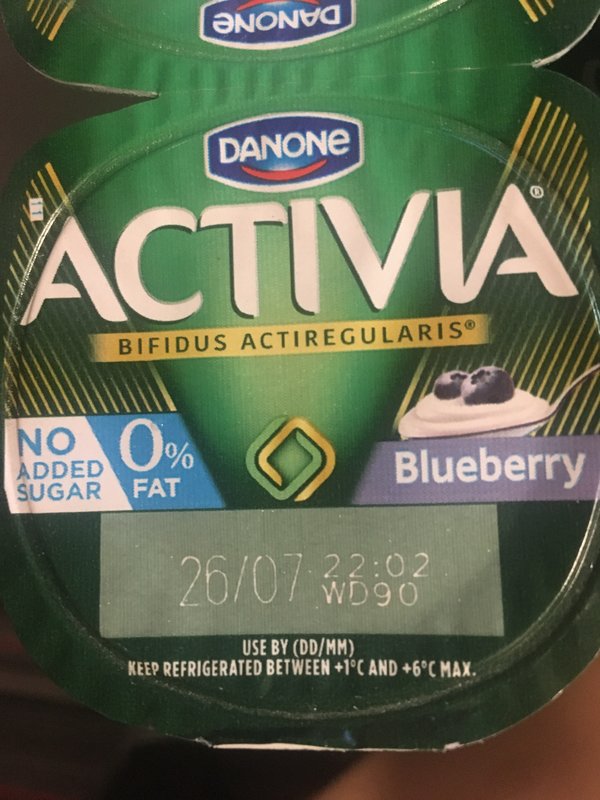 DANONE
DANONE
ACTIVIA®
BIFIDUS ACTIREGULARIS®
NO
ADDED
SUGAR
0%
FAT
Blueberry
26/07 22:02
WD90
USE BY (DD/MM)
KEEP REFRIGERATED BETWEEN +1°C AND +6°C MAX.